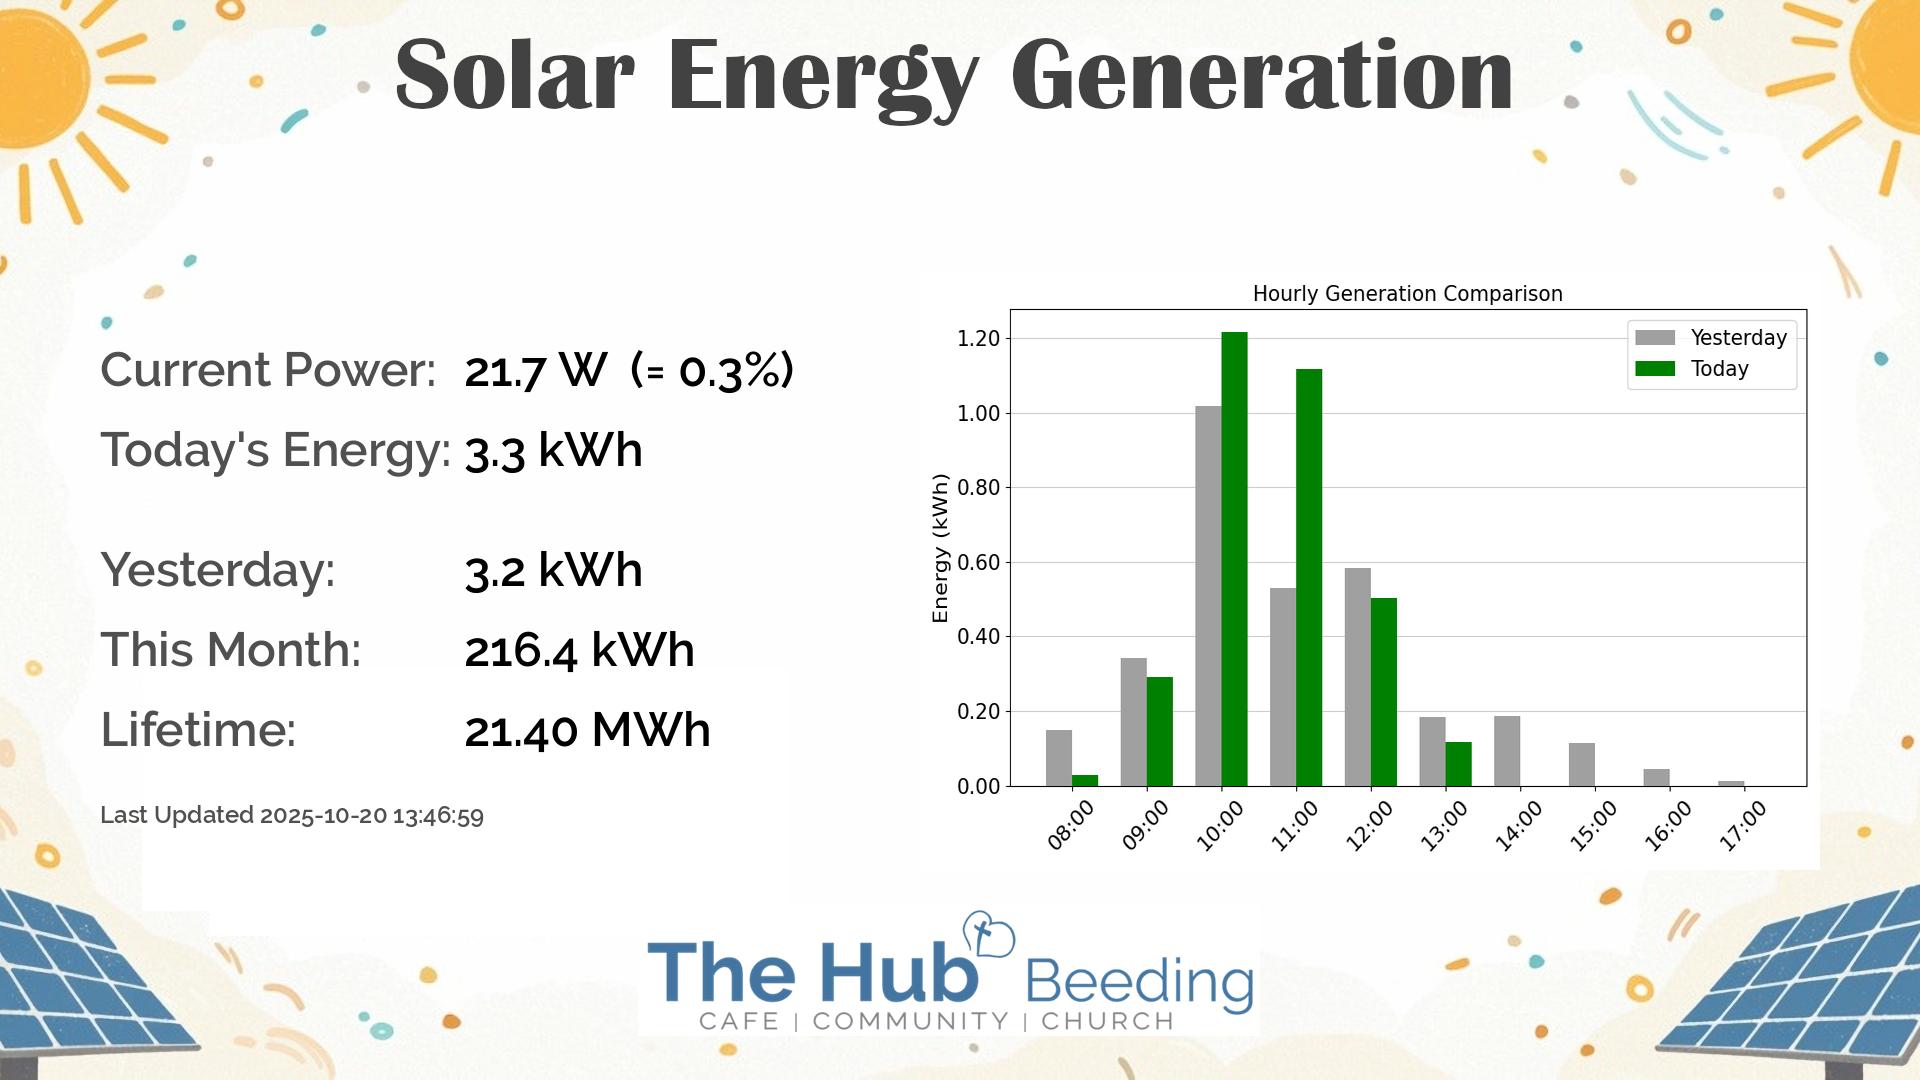 Solar Energy Generation
Current Power: 21.7 W (= 0.3%)
Today's Energy: 3.3 kWh
Yesterday: 3.2 kWh
This Month: 216.4 kWh
Lifetime: 21.40 MWh
Last Updated 2025-10-20 13:46:59
Hourly Generation Comparison
Yesterday
Today
Energy (kWh)
1.20
1.00
0.80
0.60
0.40
0.20
0.00
08:00 09:00 10:00 11:00 12:00 13:00 14:00 15:00 16:00 17:00
The Hub Beeding
CAFE | COMMUNITY | CHURCH